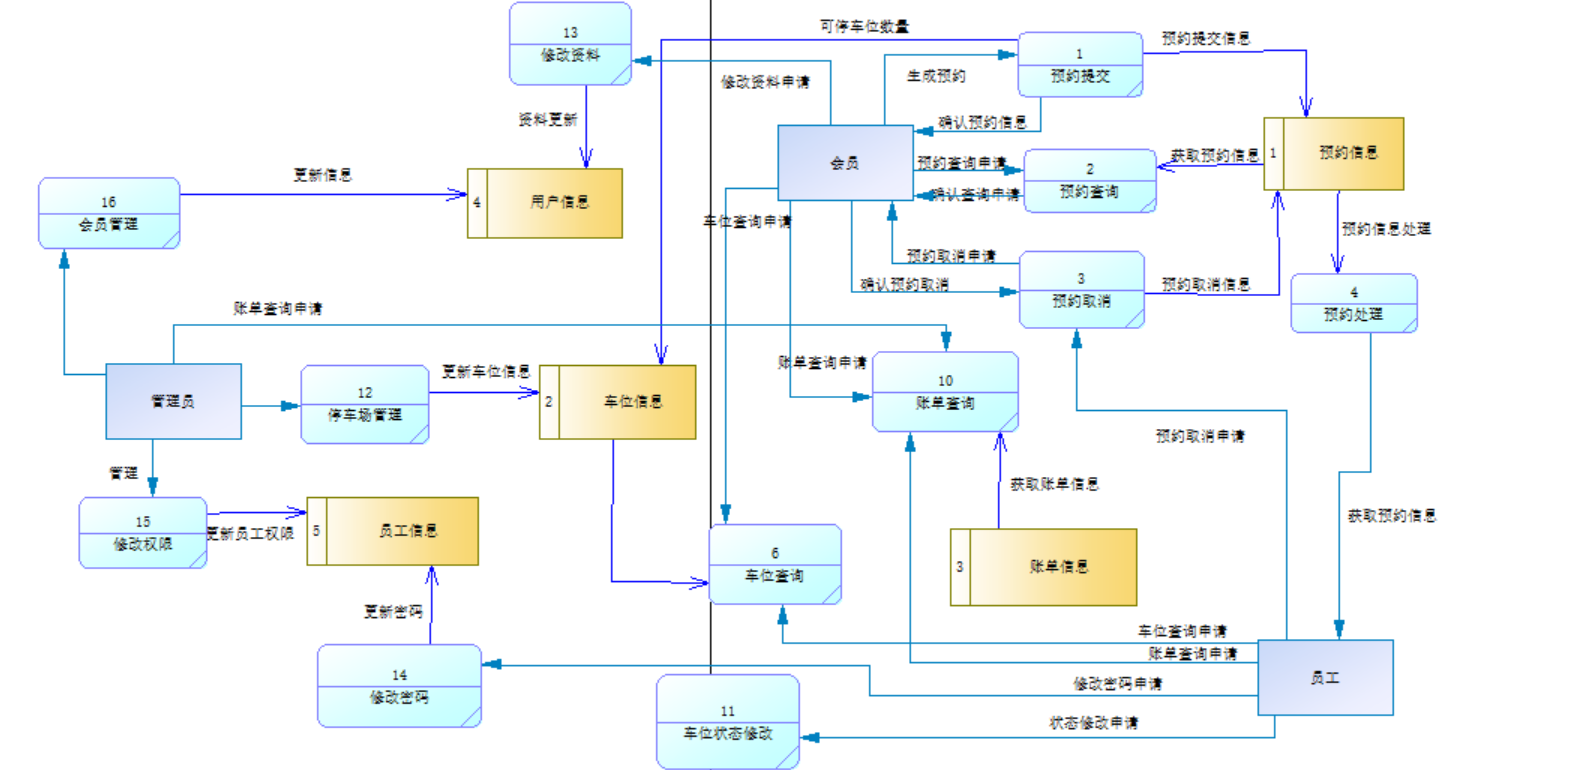 可停车位数量
13
修改资料
修改资料申请
生成预约
1
预约提交
预约提交信息
资料更新
确认预约信息
会员
预约查询申请
2
预约查询
获取预约信息
1
预约信息
更新信息
16
会员管理
4
用户信息
车位查询申请
确认查询申请
预约信息处理
预约取消申请
确认预约取消
3
预约取消
预约取消信息
4
预约处理
账单查询申请
管理员
12
停车场管理
更新车位信息
2
车位信息
账单查询申请
10
账单查询
预约取消申请
管理
15
修改权限
更新员工权限
5
员工信息
获取账单信息
获取预约信息
6
车位查询
3
账单信息
更新密码
14
修改密码
车位查询申请
账单查询申请
修改密码申请
员工
11
车位状态修改
状态修改申请